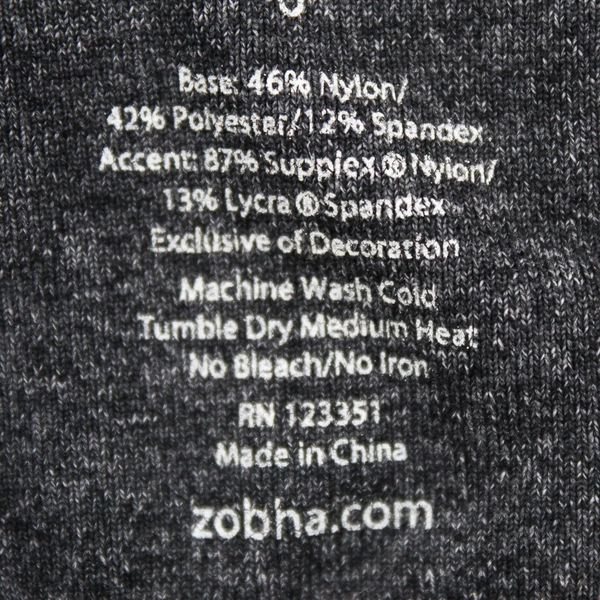 Base: 46% Nylon/
42% Polyester/12% Spandex
Accent: 87% Supplex® Nylon/
13% Lycra® Spandex
Exclusive of Decoration
Machine Wash Cold
Tumble Dry Medium Heat
No Bleach/No Iron
RN 123351
Made in China
zobha.com